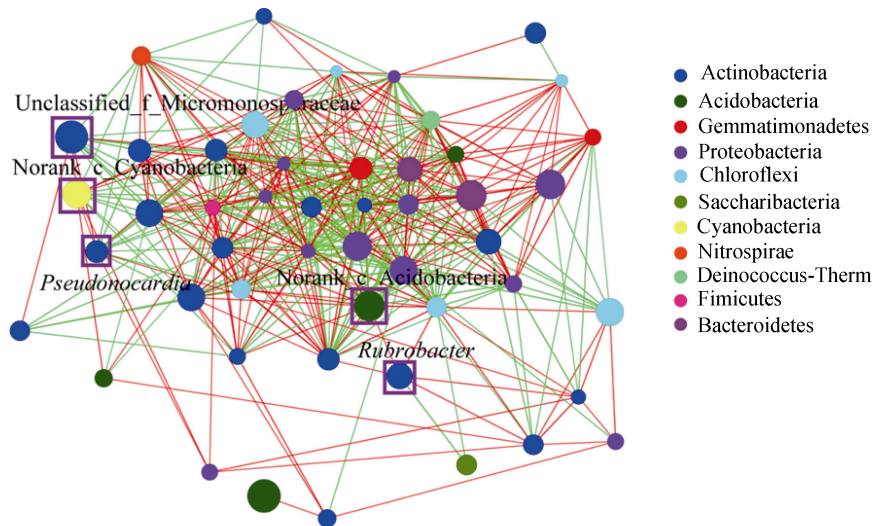 Unclassified_f_Micromonosporaceae
Norank_c_Cyanobacteria
Pseudonocardia
Norank_c_Acidobacteria
Rubrobacter
Actinobacteria
Acidobacteria
Gemmatimonadetes
Proteobacteria
Chloroflexi
Saccharibacteria
Cyanobacteria
Nitrospirae
Deinococcus-Therm
Fimicutes
Bacteroidetes